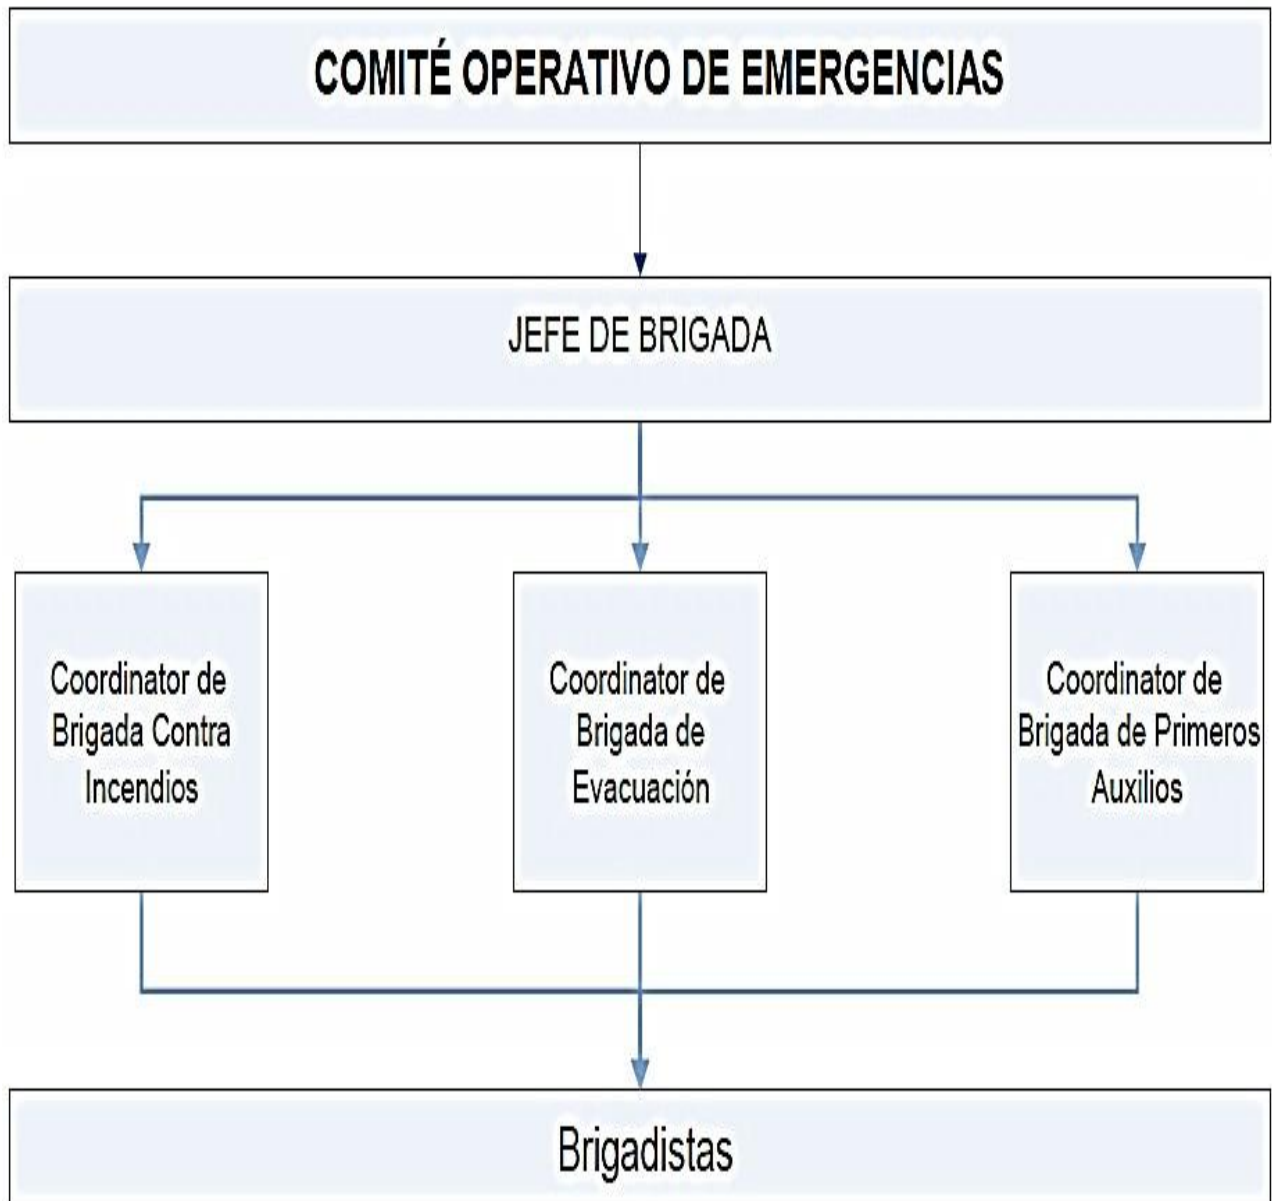 COMITÉ OPERATIVO DE EMERGENCIAS
JEFE DE BRIGADA
Coordinator de
Brigada Contra
Incendios
Coordinator de
Brigada de
Evacuación
Coordinator de
Brigada de Primeros
Auxilios
Brigadistas